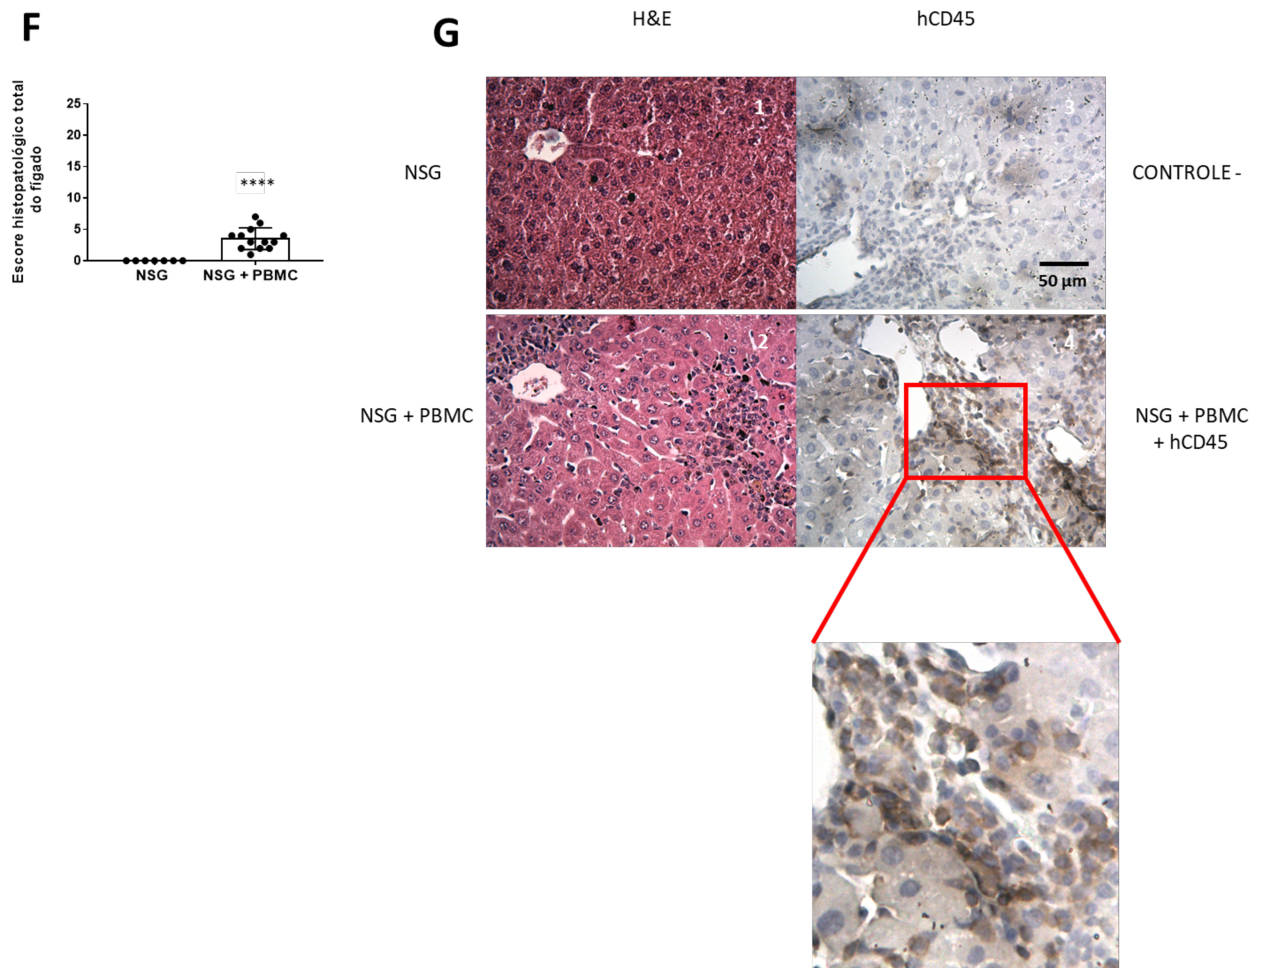 F
Escore histopatológico total
do fígado
25
20
15
10
5
0
****
NSG
NSG + PBMC
G
H&E
hCD45
NSG
1
3
CONTROLE -
50 µm
NSG + PBMC
2
4
NSG + PBMC
+ hCD45